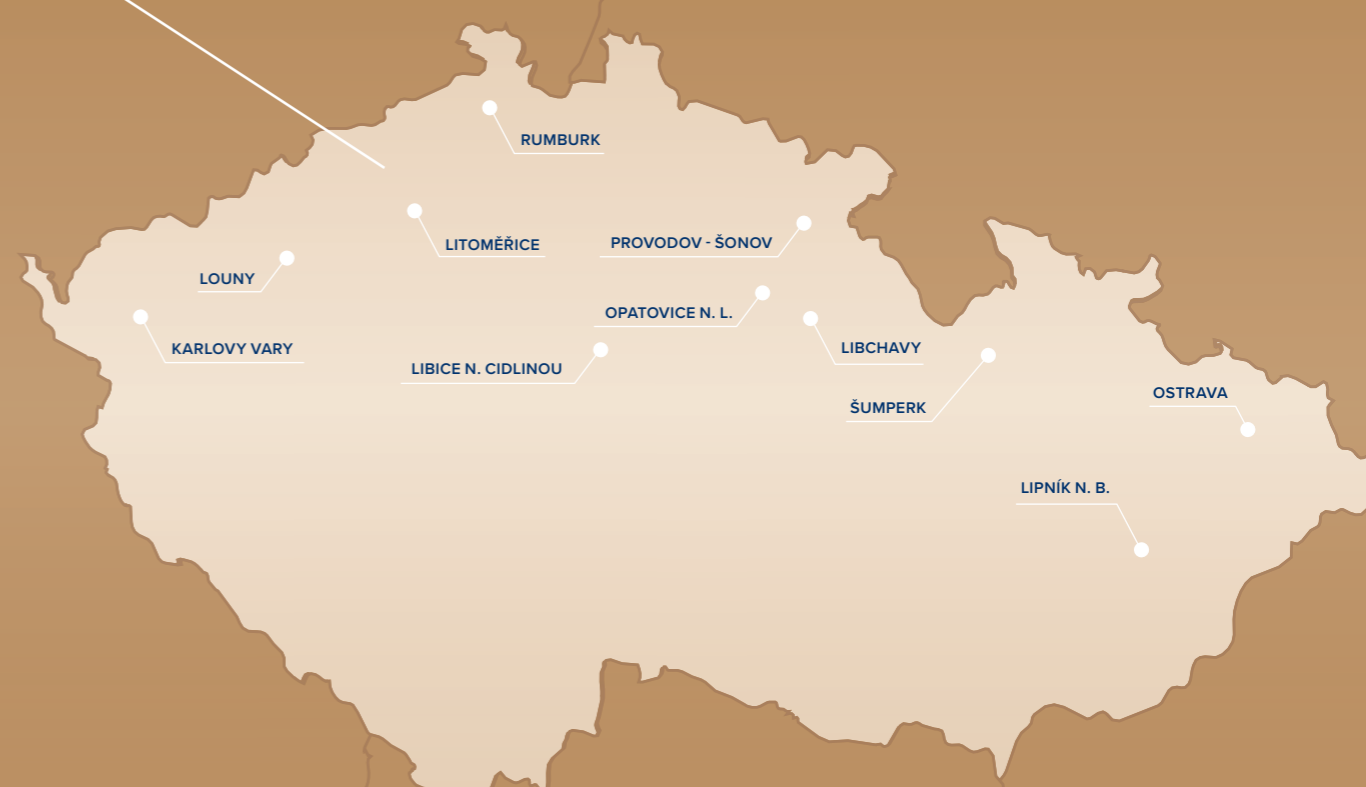 RUMBURK
LITOMĚŘICE
PROVODOV - ŠONOV
LOUNY
OPATOVICE N. L.
KARLOVY VARY
LIBCHAVY
LIBICE N. CIDLINOU
OSTRAVA
ŠUMPERK
LIPNÍK N. B.